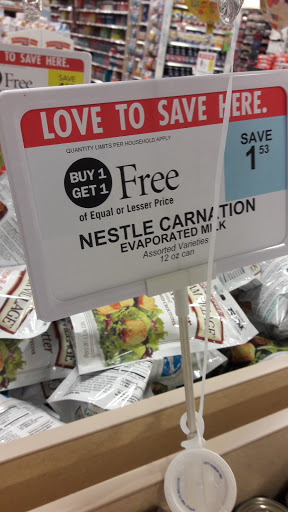 TO SAVE HERE.
Free
SAVE
LOVE TO SAVE HERE.
QUANTITY LIMITS PER HOUSEHOLD APPLY
BUY 1
GET 1
Free
of Equal or Lesser Price
SAVE
1 53
NESTLE CARNATION
EVAPORATED MILK
Assorted Varieties
12 oz can